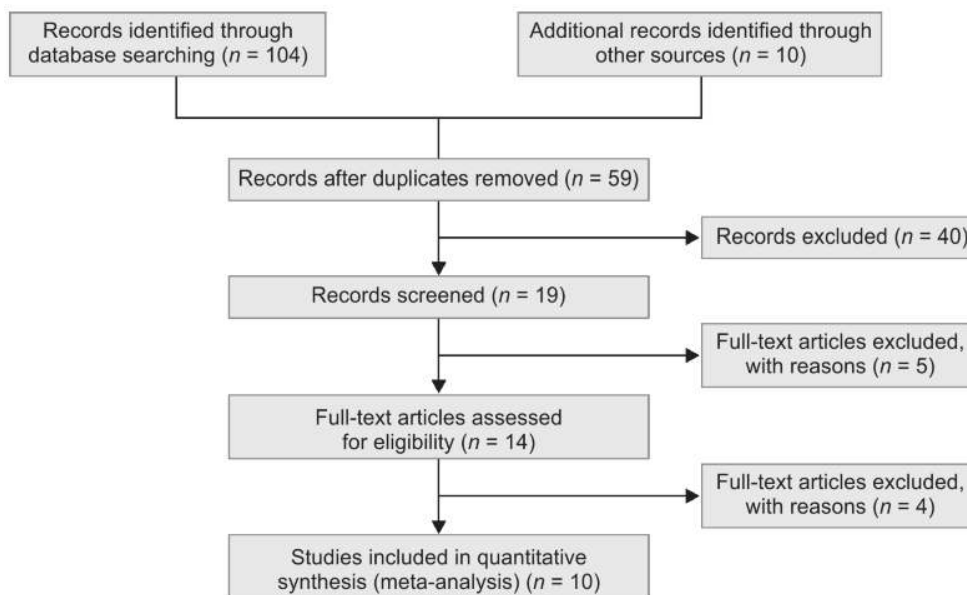 Records identified through
database searching (n = 104)
Additional records identified through
other sources (n = 10)
Records after duplicates removed (n = 59)
Records excluded (n = 40)
Records screened (n = 19)
Full-text articles excluded,
with reasons (n = 5)
Full-text articles assessed
for eligibility (n = 14)
Full-text articles excluded,
with reasons (n = 4)
Studies included in quantitative
synthesis (meta-analysis) (n = 10)